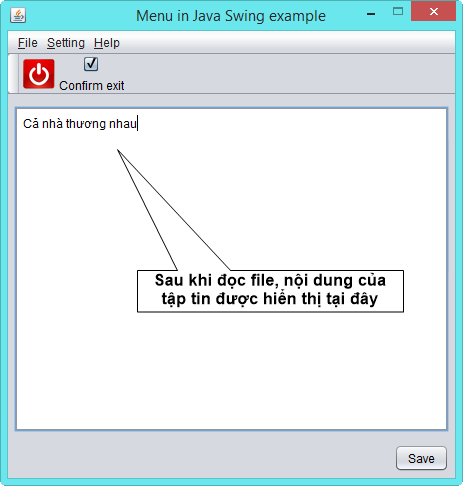 Menu in Java Swing example
File Setting Help
Confirm exit
Cả nhà thương nhau
Sau khi đọc file, nội dung của
tập tin được hiển thị tại đây
Save